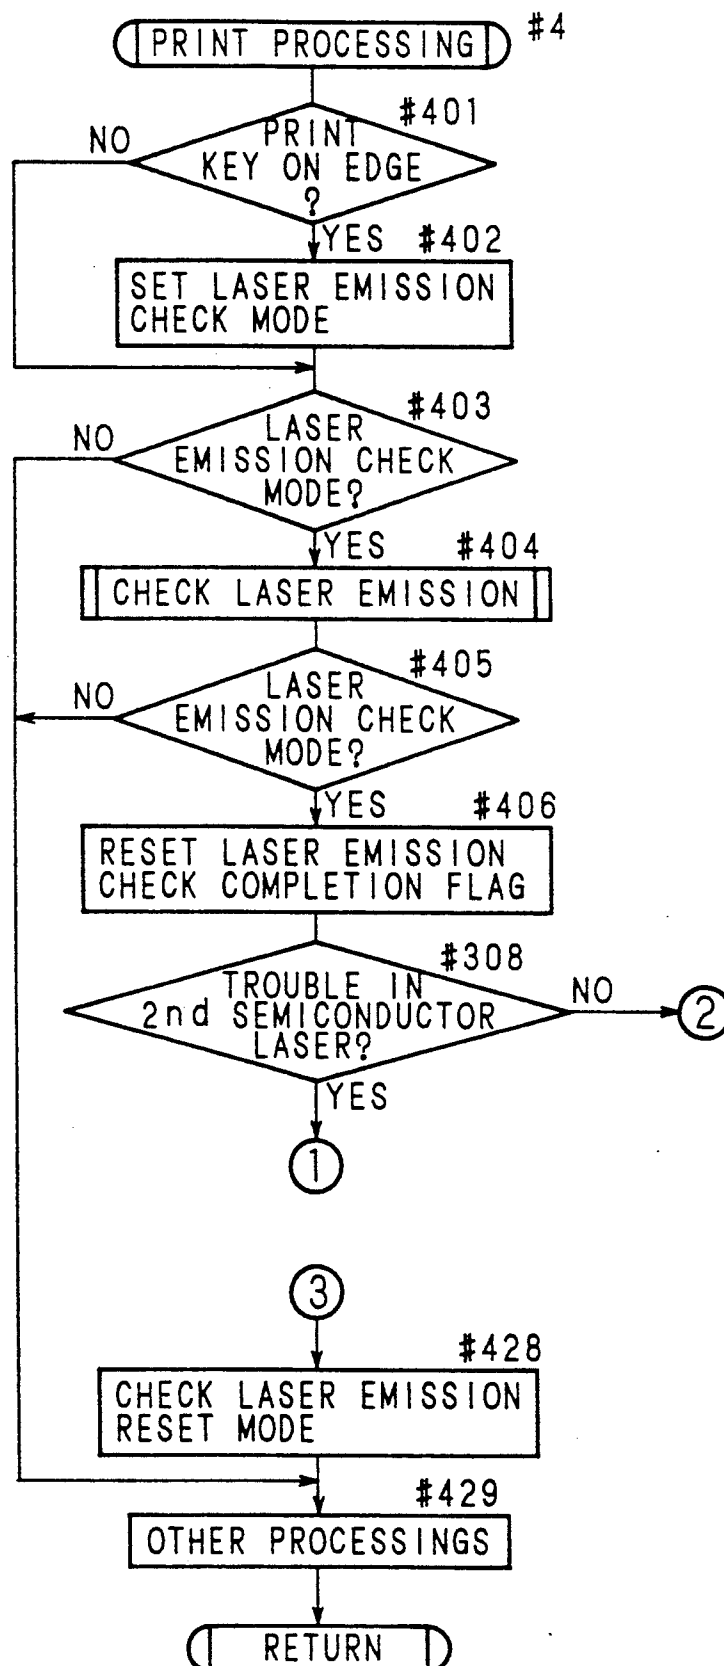 PRINT PROCESSING #4
#401
NO PRINT
KEY ON EDGE
?
YES #402
SET LASER EMISSION
CHECK MODE
#403
NO LASER
EMISSION CHECK
MODE?
YES #404
CHECK LASER EMISSION
#405
NO LASER
EMISSION CHECK
MODE?
YES #406
RESET LASER EMISSION
CHECK COMPLETION FLAG
#308
TROUBLE IN NO
2nd SEMICONDUCTOR 2
LASER?
YES
1
3
#428
CHECK LASER EMISSION
RESET MODE
#429
OTHER PROCESSINGS
RETURN